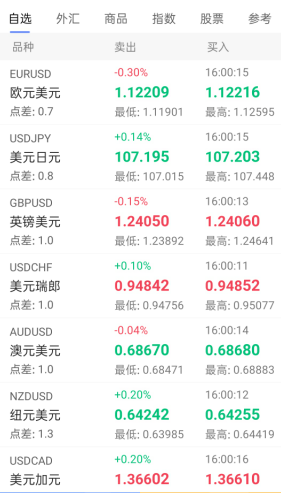 自选 外汇 商品 指数 股票 参考
品种 卖出 买入
EURUSD -0.30% 16:00:15
欧元美元 1.12209 1.12216
点差: 0.7 最低: 1.11901 最高: 1.12595
USDJPY +0.14% 16:00:15
美元日元 107.195 107.203
点差: 0.8 最低: 107.015 最高: 107.448
GBPUSD -0.15% 16:00:13
英镑美元 1.24050 1.24060
点差: 1.0 最低: 1.23892 最高: 1.24641
USDCHF +0.10% 16:00:11
美元瑞郎 0.94842 0.94852
点差: 1.0 最低: 0.94756 最高: 0.95077
AUDUSD -0.04% 16:00:14
澳元美元 0.68670 0.68680
点差: 1.0 最低: 0.68471 最高: 0.68883
NZDUSD +0.20% 16:00:12
纽元美元 0.64242 0.64255
点差: 1.3 最低: 0.63985 最高: 0.64419
USDCAD +0.20% 16:00:16
美元加元 1.36602 1.36610